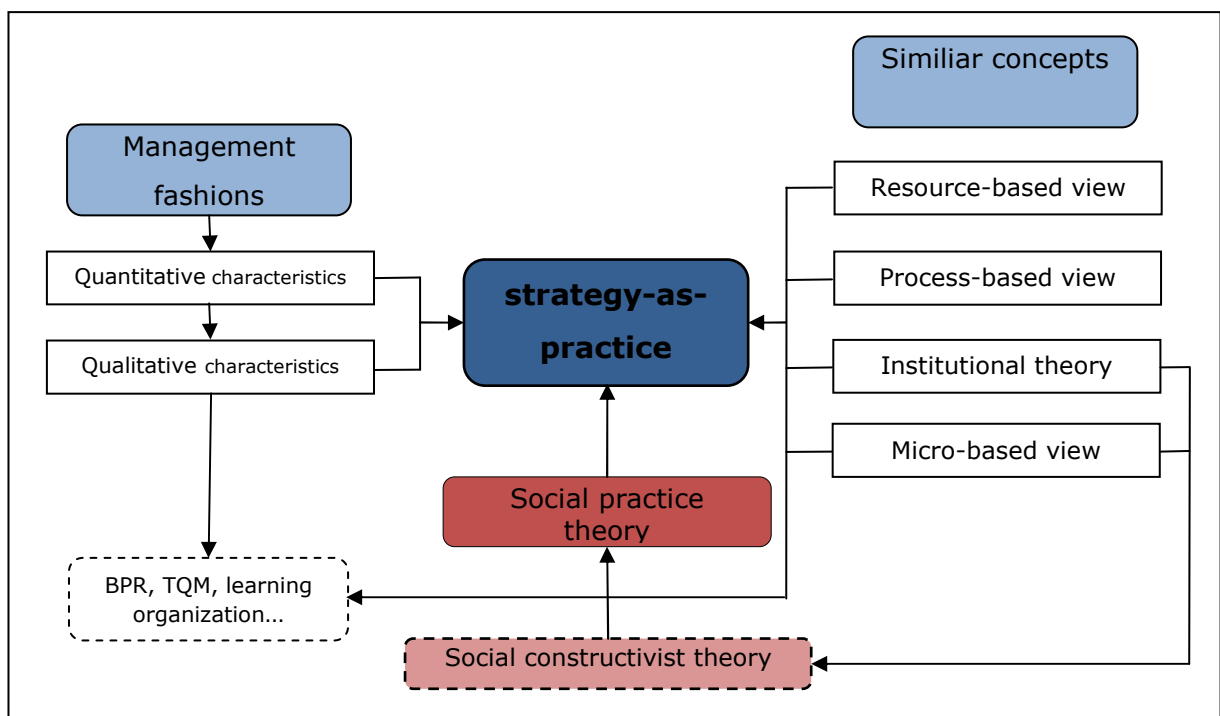 Similiar concepts
Management
fashions
Resource-based view
Quantitative characteristics
Process-based view
strategy-as-
practice
Qualitative characteristics
Institutional theory
Micro-based view
Social practice
theory
BPR, TQM, learning
organization...
Social constructivist theory